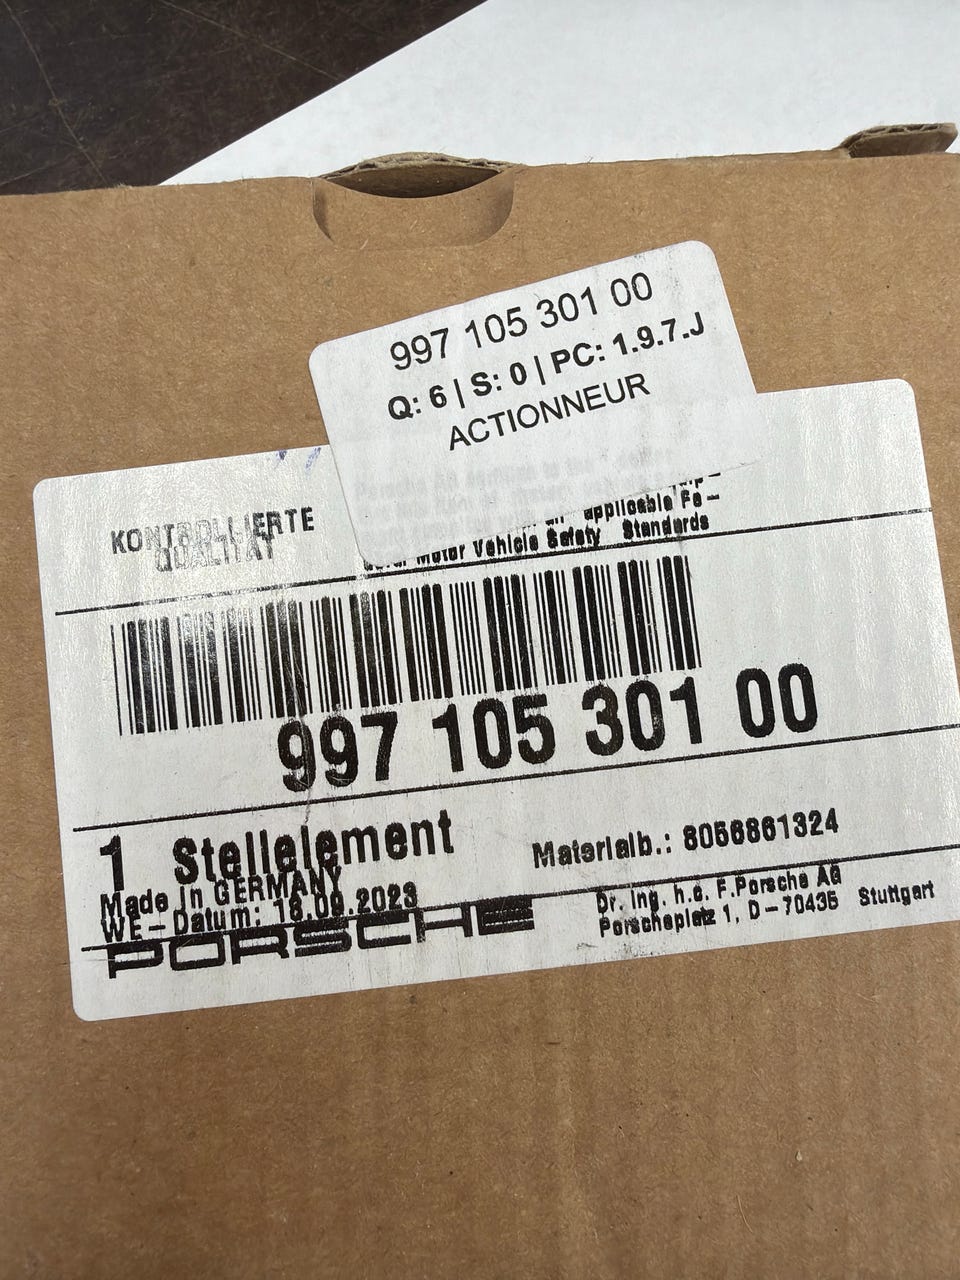 997 105 301 00
Q: 6 | S: 0 | PC: 1.9.7.J
ACTIONNEUR
KONTROLLIERTE
QUALITÄT
applicable Fe-
Motor Vehicle Safety Standards
997 105 301 00
1 Stellelement
Materialb.: 8056861324
Made in GERMANY
WE-Datum: 18.09.2023
PORSCHE
Dr. Ing. h.c. F.Porsche AG
Porscheplatz 1, D-70435 Stuttgart